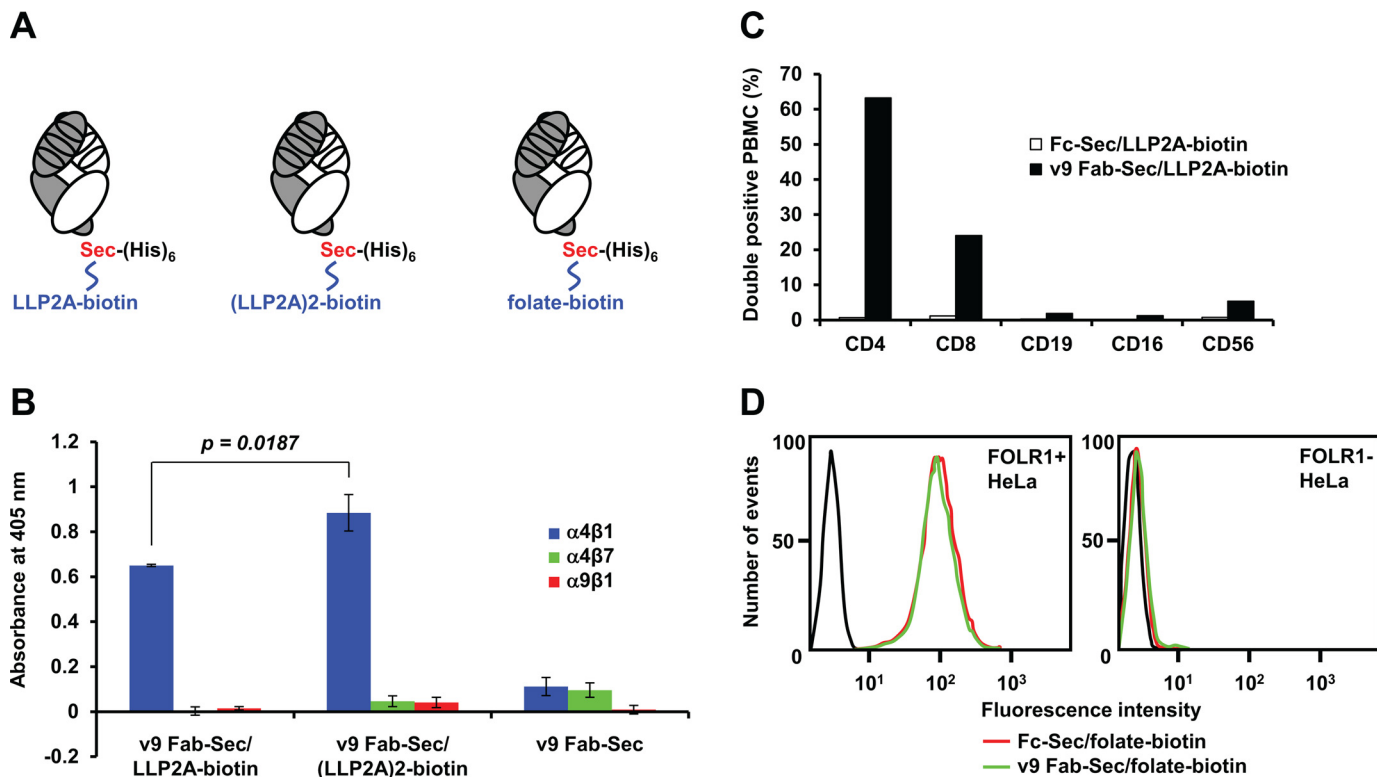 A
Sec-(His)6
LLP2A-biotin
Sec-(His)6
(LLP2A)2-biotin
Sec-(His)6
folate-biotin
B
Absorbance at 405 nm
1.2
1
0.8
0.6
0.4
0.2
0
-0.2
p = 0.0187
α4β1
α4β7
α9β1
v9 Fab-Sec/
LLP2A-biotin
v9 Fab-Sec/
(LLP2A)2-biotin
v9 Fab-Sec
C
Double positive PBMC (%)
70
60
50
40
30
20
10
0
Fc-Sec/LLP2A-biotin
v9 Fab-Sec/LLP2A-biotin
CD4
CD8
CD19
CD16
CD56
D
Number of events
100
50
0
FOLR1+
HeLa
10¹
10²
10³
100
50
0
FOLR1-
HeLa
10¹
10²
10³
Fluorescence intensity
Fc-Sec/folate-biotin
v9 Fab-Sec/folate-biotin